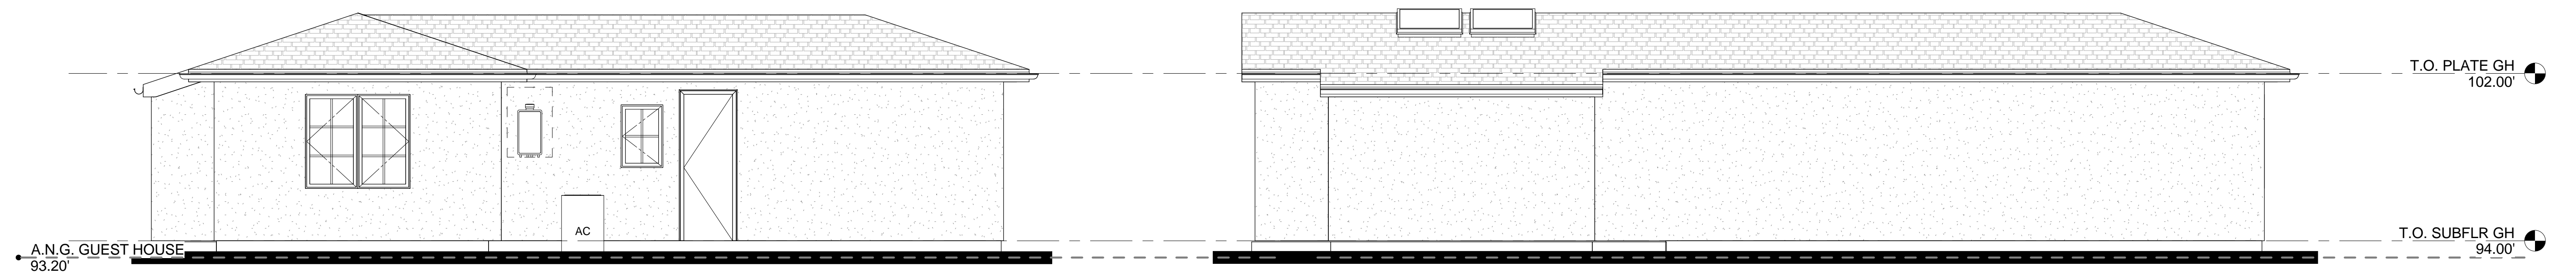 T.O. PLATE GH
102.00'
AC
T.O. SUBFLR GH
94.00'
A.N.G. GUEST HOUSE
93.20'